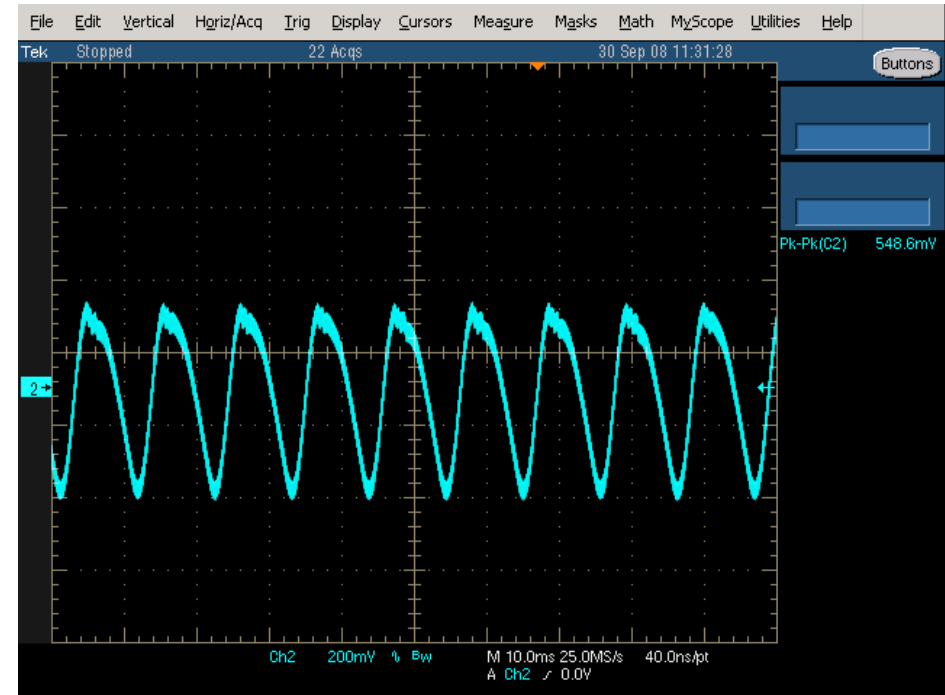 File Edit Vertical Horiz/Acq Trig Display Cursors Measure Masks Math MyScope Utilities Help
Tek Stopped 22 Acqs 30 Sep 08 11:31:28
Buttons
Pk-Pk(C2) 548.6mV
2
Ch2 200mV ∿ Bw M 10.0ms 25.0MS/s 40.0ns/pt
A Ch2 ∕ 0.0V